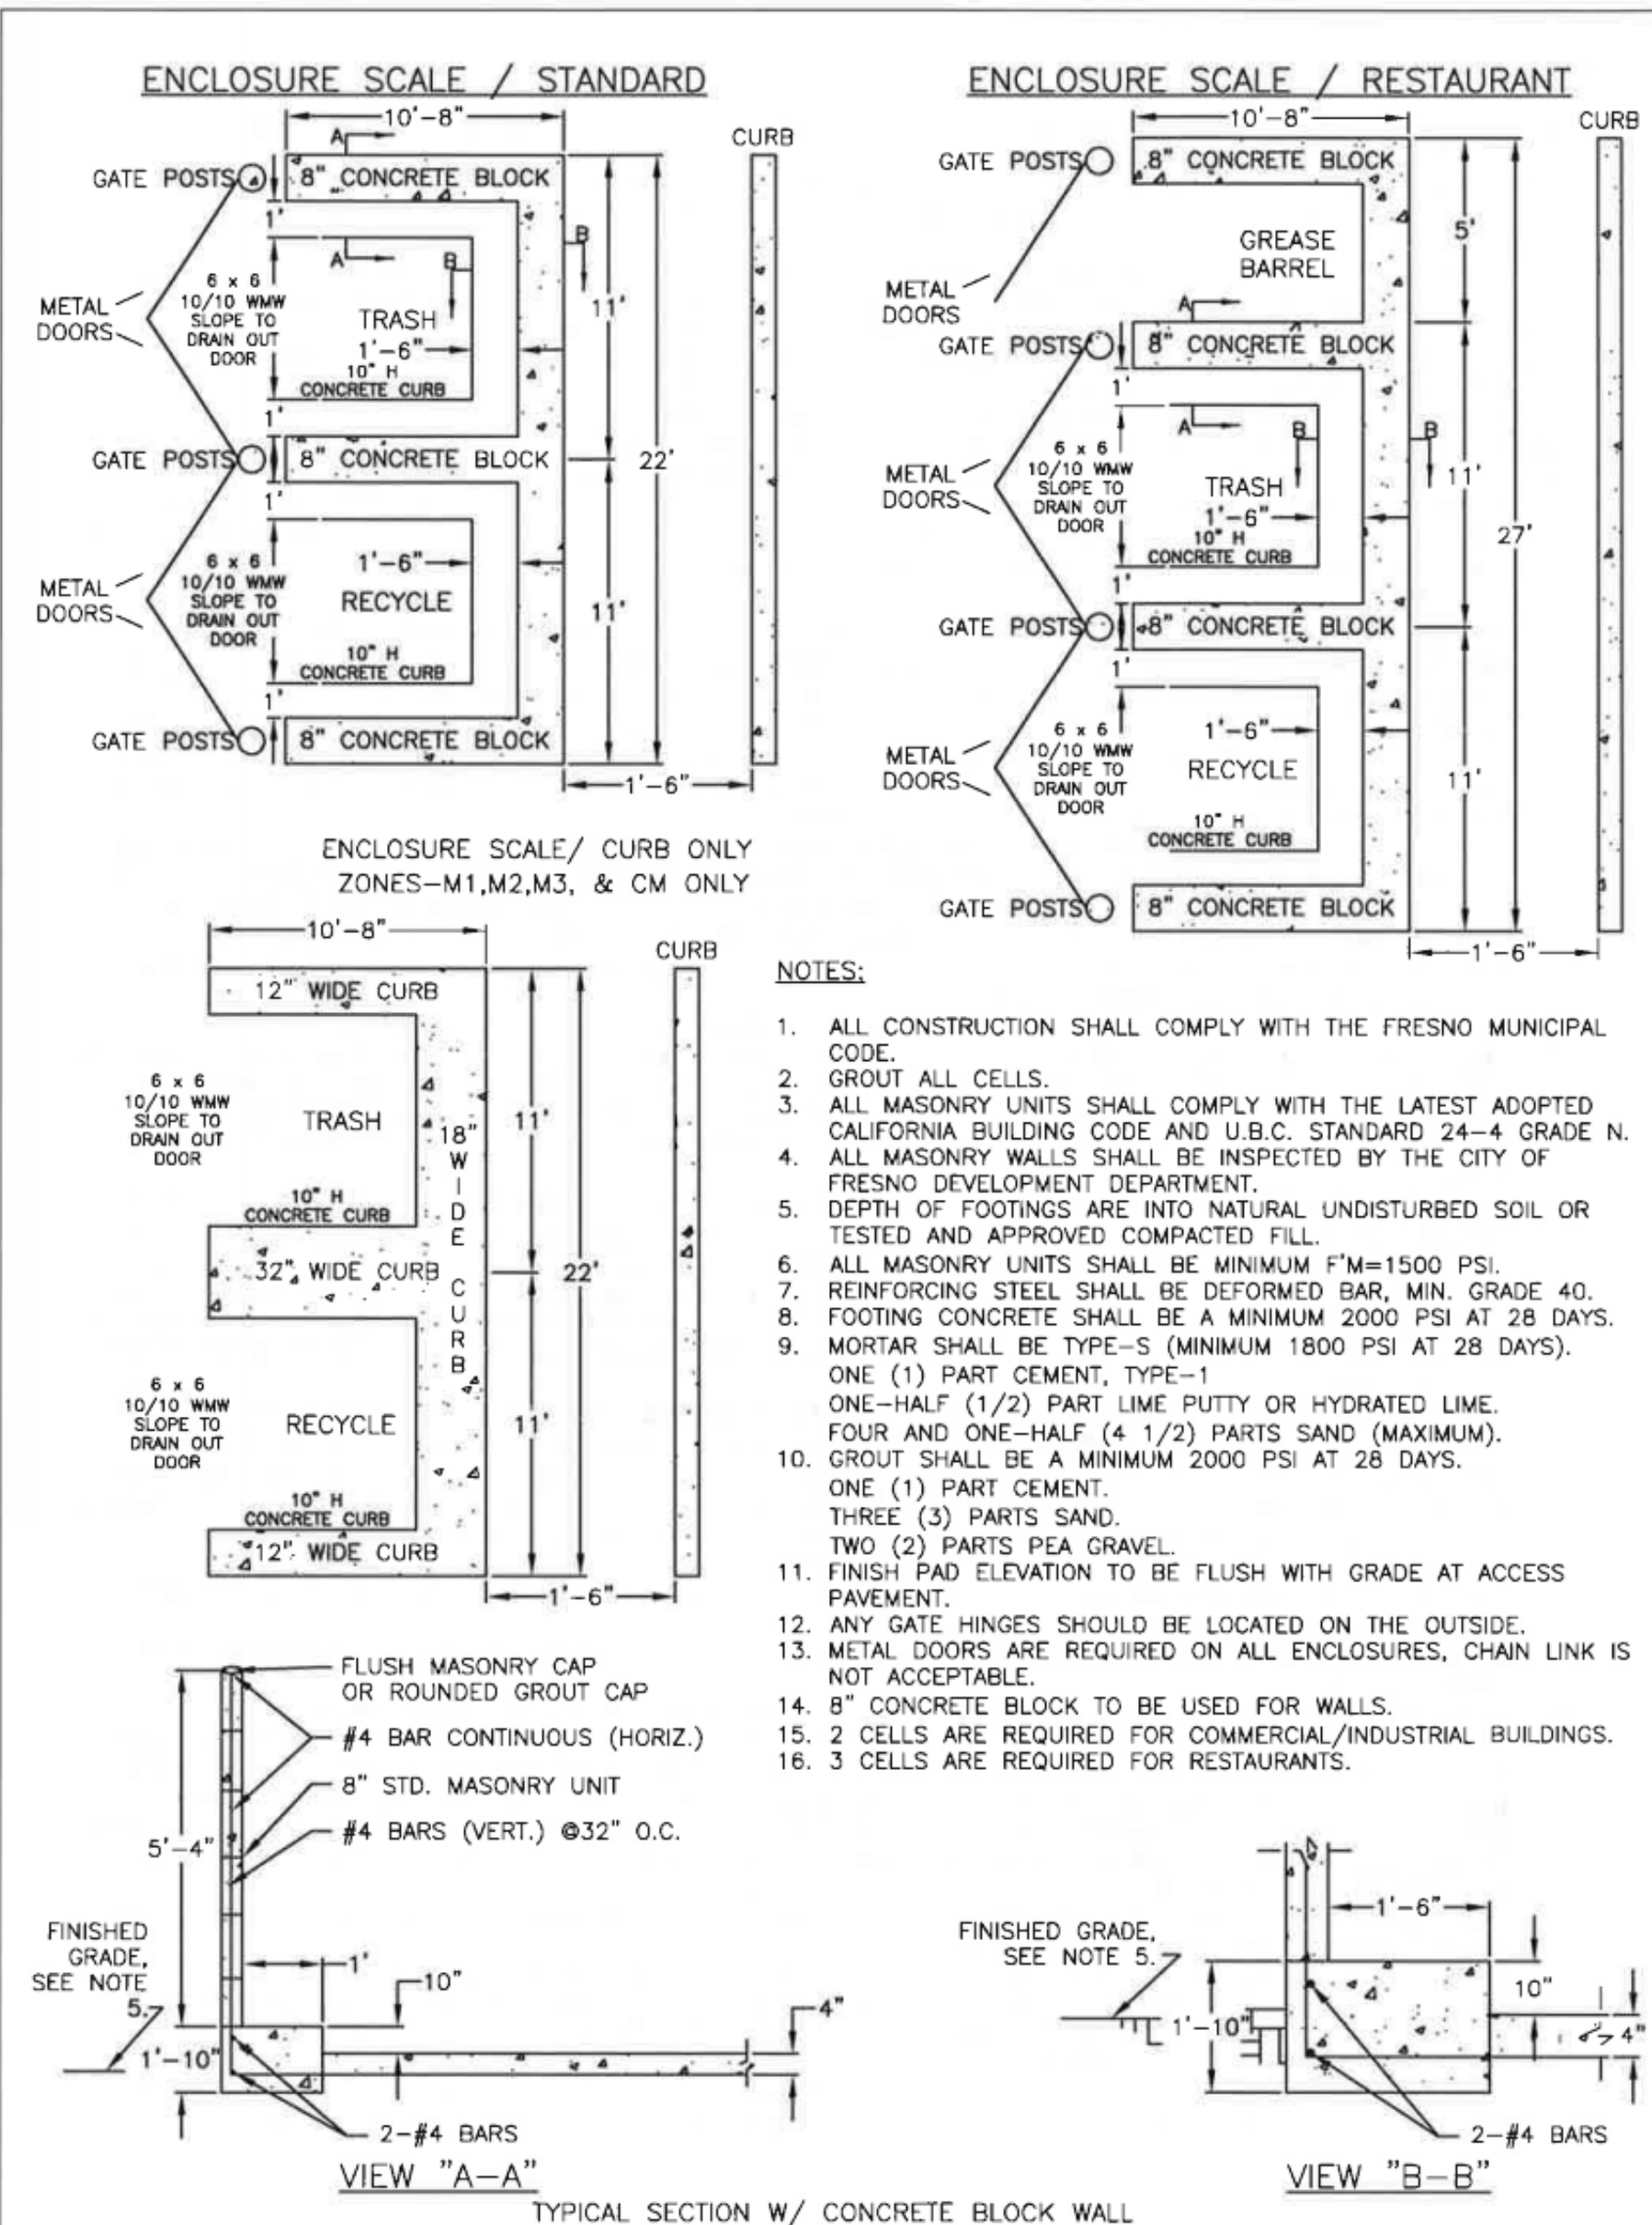 ENCLOSURE SCALE / STANDARD
10'-8"
A
CURB
GATE POSTS
8" CONCRETE BLOCK
1'
B
A
B
6 x 6
10/10 WMW
SLOPE TO
DRAIN OUT
DOOR
METAL
DOORS
TRASH
1'-6"
10" H
CONCRETE CURB
11'
1'
GATE POSTS
8" CONCRETE BLOCK
22'
1'
6 x 6
10/10 WMW
SLOPE TO
DRAIN OUT
DOOR
METAL
DOORS
1'-6"
RECYCLE
10" H
CONCRETE CURB
11'
1'
GATE POSTS
8" CONCRETE BLOCK
1'-6"
ENCLOSURE SCALE / RESTAURANT
10'-8"
CURB
GATE POSTS
8" CONCRETE BLOCK
5'
GREASE
BARREL
METAL
DOORS
A
GATE POSTS
8" CONCRETE BLOCK
1'
A
B
B
6 x 6
10/10 WMW
SLOPE TO
DRAIN OUT
DOOR
METAL
DOORS
TRASH
1'-6"
10" H
CONCRETE CURB
11'
27'
1'
GATE POSTS
8" CONCRETE BLOCK
1'
6 x 6
10/10 WMW
SLOPE TO
DRAIN OUT
DOOR
METAL
DOORS
1'-6"
RECYCLE
10" H
CONCRETE CURB
11'
GATE POSTS
8" CONCRETE BLOCK
1'-6"
ENCLOSURE SCALE/ CURB ONLY
ZONES-M1,M2,M3, & CM ONLY
10'-8"
CURB
12" WIDE CURB
6 x 6
10/10 WMW
SLOPE TO
DRAIN OUT
DOOR
TRASH
18"
WIDE CURB
11'
10" H
CONCRETE CURB
32" WIDE CURB
22'
6 x 6
10/10 WMW
SLOPE TO
DRAIN OUT
DOOR
RECYCLE
11'
10" H
CONCRETE CURB
12" WIDE CURB
1'-6"
NOTES:
1. ALL CONSTRUCTION SHALL COMPLY WITH THE FRESNO MUNICIPAL
CODE.
2. GROUT ALL CELLS.
3. ALL MASONRY UNITS SHALL COMPLY WITH THE LATEST ADOPTED
CALIFORNIA BUILDING CODE AND U.B.C. STANDARD 24-4 GRADE N.
4. ALL MASONRY WALLS SHALL BE INSPECTED BY THE CITY OF
FRESNO DEVELOPMENT DEPARTMENT.
5. DEPTH OF FOOTINGS ARE INTO NATURAL UNDISTURBED SOIL OR
TESTED AND APPROVED COMPACTED FILL.
6. ALL MASONRY UNITS SHALL BE MINIMUM F'M=1500 PSI.
7. REINFORCING STEEL SHALL BE DEFORMED BAR, MIN. GRADE 40.
8. FOOTING CONCRETE SHALL BE A MINIMUM 2000 PSI AT 28 DAYS.
9. MORTAR SHALL BE TYPE-S (MINIMUM 1800 PSI AT 28 DAYS).
ONE (1) PART CEMENT, TYPE-1
ONE-HALF (1/2) PART LIME PUTTY OR HYDRATED LIME.
FOUR AND ONE-HALF (4 1/2) PARTS SAND (MAXIMUM).
10. GROUT SHALL BE A MINIMUM 2000 PSI AT 28 DAYS.
ONE (1) PART CEMENT.
THREE (3) PARTS SAND.
TWO (2) PARTS PEA GRAVEL.
11. FINISH PAD ELEVATION TO BE FLUSH WITH GRADE AT ACCESS
PAVEMENT.
12. ANY GATE HINGES SHOULD BE LOCATED ON THE OUTSIDE.
13. METAL DOORS ARE REQUIRED ON ALL ENCLOSURES, CHAIN LINK IS
NOT ACCEPTABLE.
14. 8" CONCRETE BLOCK TO BE USED FOR WALLS.
15. 2 CELLS ARE REQUIRED FOR COMMERCIAL/INDUSTRIAL BUILDINGS.
16. 3 CELLS ARE REQUIRED FOR RESTAURANTS.
FLUSH MASONRY CAP
OR ROUNDED GROUT CAP
#4 BAR CONTINUOUS (HORIZ.)
8" STD. MASONRY UNIT
#4 BARS (VERT.) @32" O.C.
5'-4"
FINISHED
GRADE,
SEE NOTE
5.
1'
10"
4"
1'-10"
2-#4 BARS
VIEW "A-A"
FINISHED GRADE,
SEE NOTE 5.
1'-6"
10"
1'-10"
4"
2-#4 BARS
VIEW "B-B"
TYPICAL SECTION W/ CONCRETE BLOCK WALL